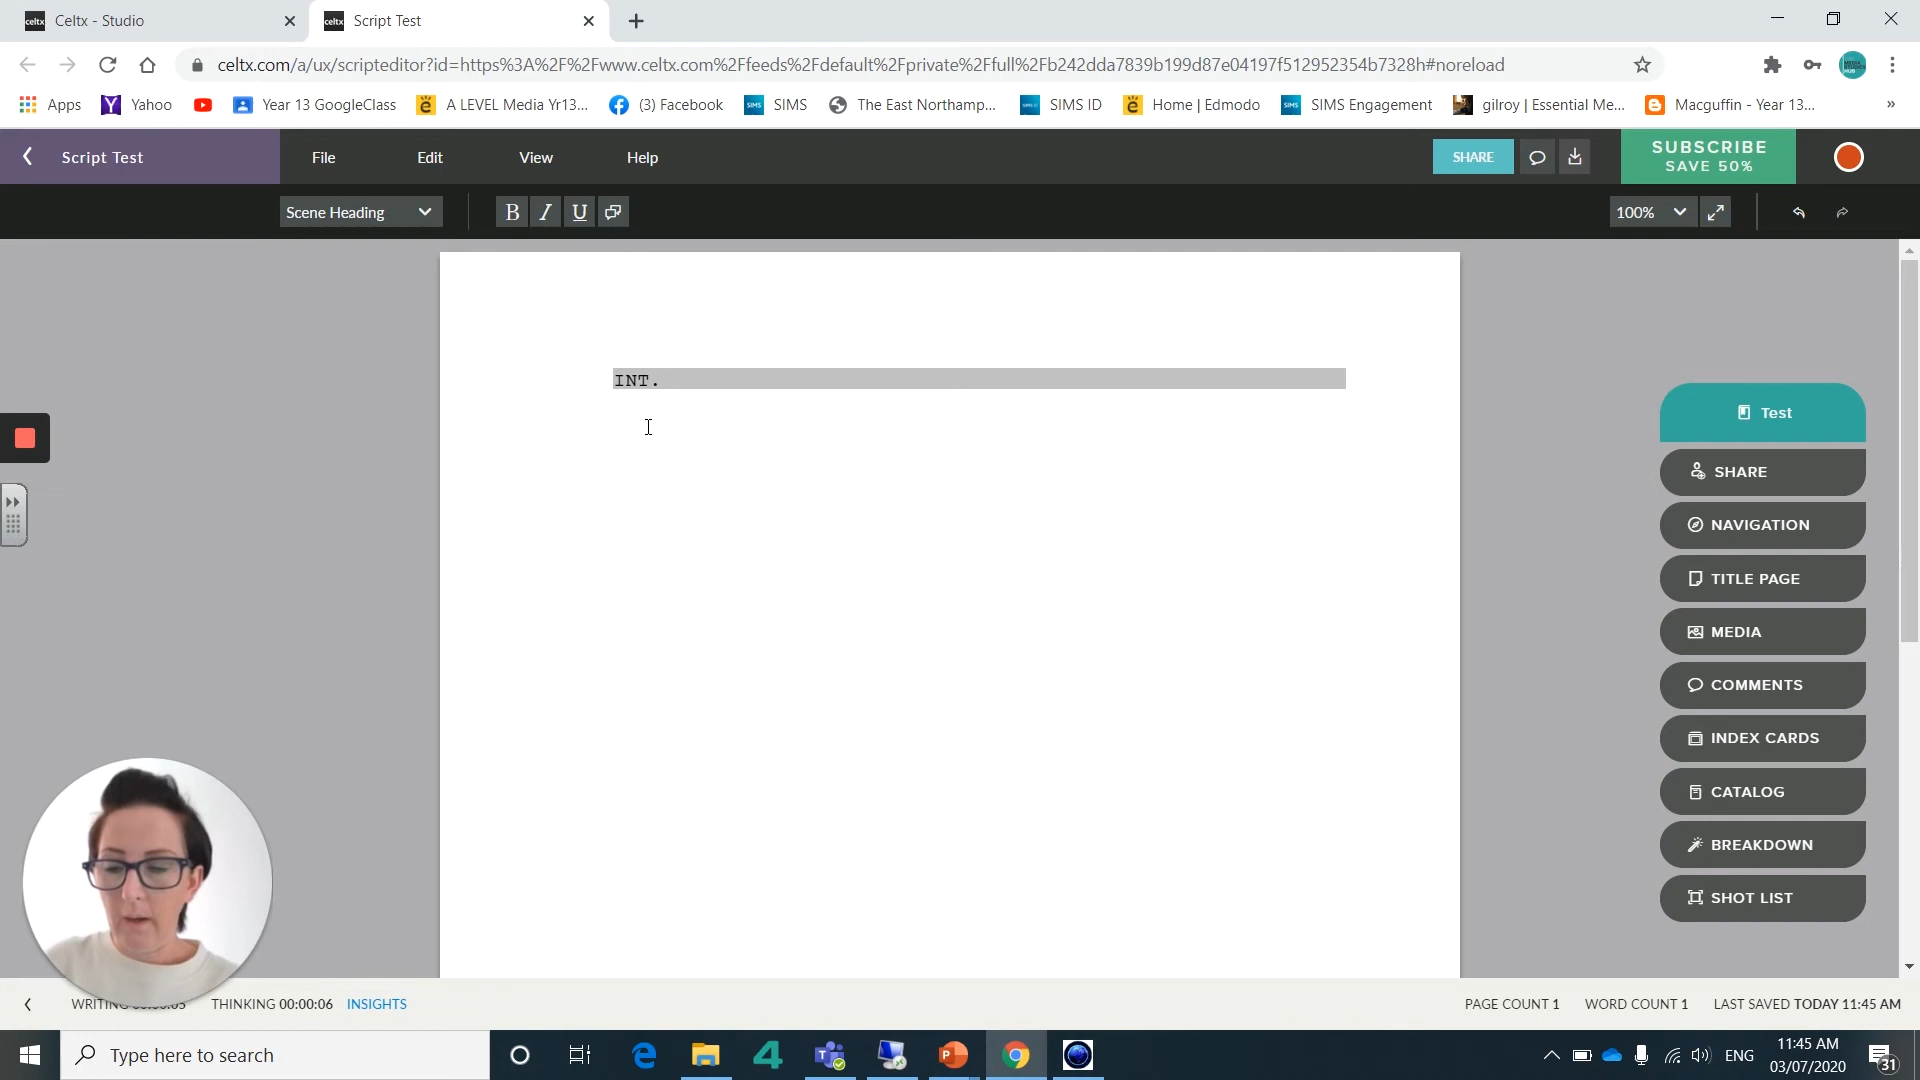 celtx Celtx - Studio
celtx Script Test
celtx.com/a/ux/scripteditor?id=https%3A%2F%2Fwww.celtx.com%2Ffeeds%2Fdefault%2Fprivate%2Ffull%2Fb242dda7839b199d87e04197f512952354b7328h#noreload
Apps Yahoo Year 13 GoogleClass A LEVEL Media Yr13... (3) Facebook SIMS The East Northamp... SIMS ID Home | Edmodo SIMS Engagement gilroy | Essential Me... Macguffin - Year 13... »
Script Test File Edit View Help SHARE SUBSCRIBE
SAVE 50%
Scene Heading B I U 100%
INT.
Test
SHARE
NAVIGATION
TITLE PAGE
MEDIA
COMMENTS
INDEX CARDS
CATALOG
BREAKDOWN
SHOT LIST
WRITING THINKING 00:00:06 INSIGHTS PAGE COUNT 1 WORD COUNT 1 LAST SAVED TODAY 11:45 AM
Type here to search ENG 11:45 AM
03/07/2020 31